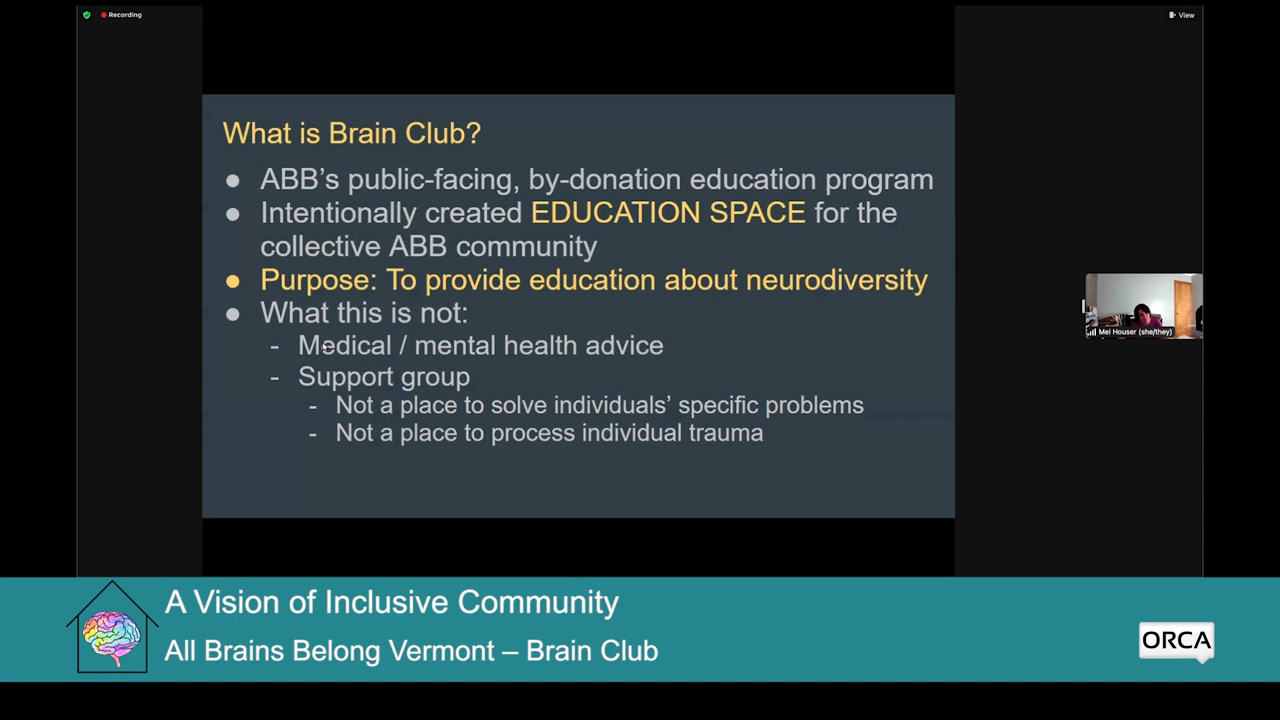 Recording
View
What is Brain Club?
● ABB's public-facing, by-donation education program
● Intentionally created EDUCATION SPACE for the
collective ABB community
● Purpose: To provide education about neurodiversity
● What this is not:
- Medical / mental health advice
- Support group
- Not a place to solve individuals' specific problems
- Not a place to process individual trauma
Mel Houser (she/they)
A Vision of Inclusive Community
All Brains Belong Vermont – Brain Club
ORCA